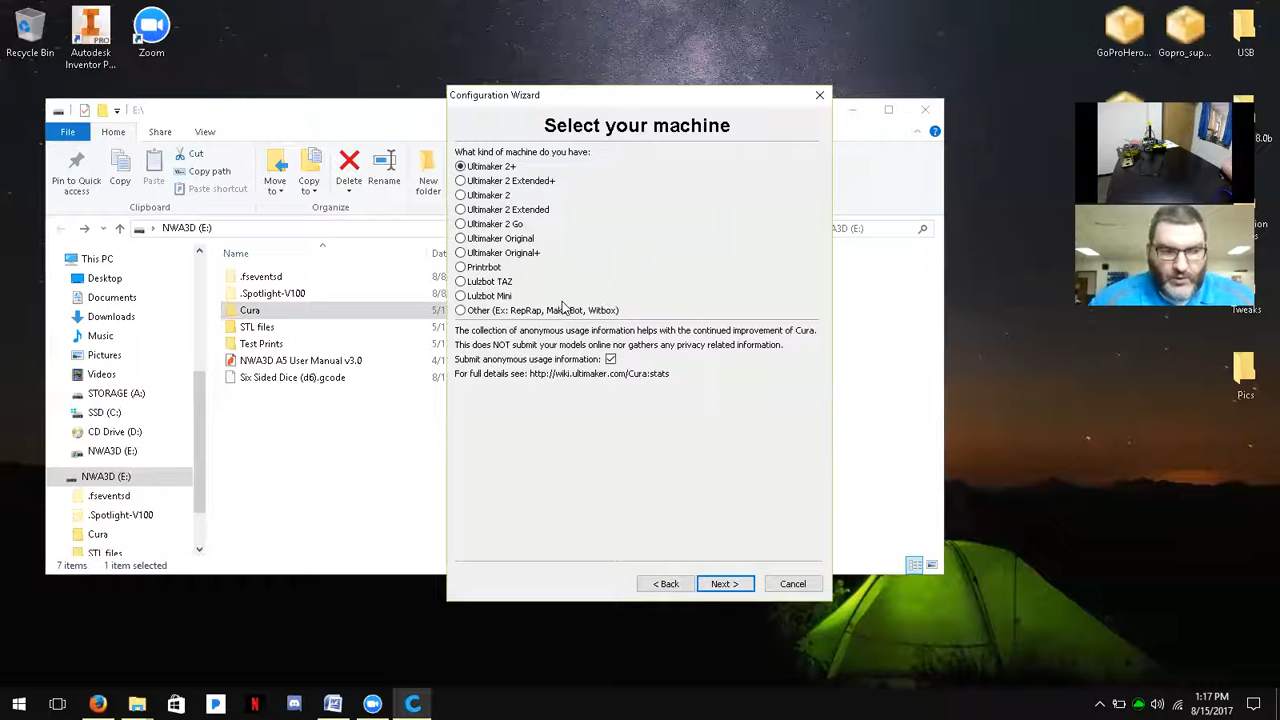 Recycle Bin
Autodesk
Inventor P...
Zoom
GoProHero...
Gopro_sup...
USB
Configuration Wizard
Select your machine
What kind of machine do you have:
Ultimaker 2+
Ultimaker 2 Extended+
Ultimaker 2
Ultimaker 2 Extended
Ultimaker 2 Go
Ultimaker Original
Ultimaker Original+
Printrbot
Lulzbot TAZ
Lulzbot Mini
Other (Ex: RepRap, MakerBot, Witbox)
The collection of anonymous usage information helps with the continued improvement of Cura.
This does NOT submit your models online nor gathers any privacy related information.
Submit anonymous usage information:
For full details see: http://wiki.ultimaker.com/Cura:stats
< Back
Next >
Cancel
E:\
File
Home
Share
View
Pin to Quick
access
Copy
Paste
Cut
Copy path
Paste shortcut
Clipboard
Move
to
Copy
to
Delete
Rename
New
folder
Organize
NWA3D (E:)
This PC
Desktop
Documents
Downloads
Music
Pictures
Videos
STORAGE (A:)
SSD (C:)
CD Drive (D:)
NWA3D (E:)
NWA3D (E:)
.fseventsd
.Spotlight-V100
Cura
STL files
Name
.fseventsd
8/8
.Spotlight-V100
8/8
Cura
5/1
STL files
5/1
Test Prints
5/1
NWA3D A5 User Manual v3.0
4/1
Six Sided Dice (d6).gcode
8/1
7 items
1 item selected
8.0b
Tweaks
Pics
1:17 PM
8/15/2017